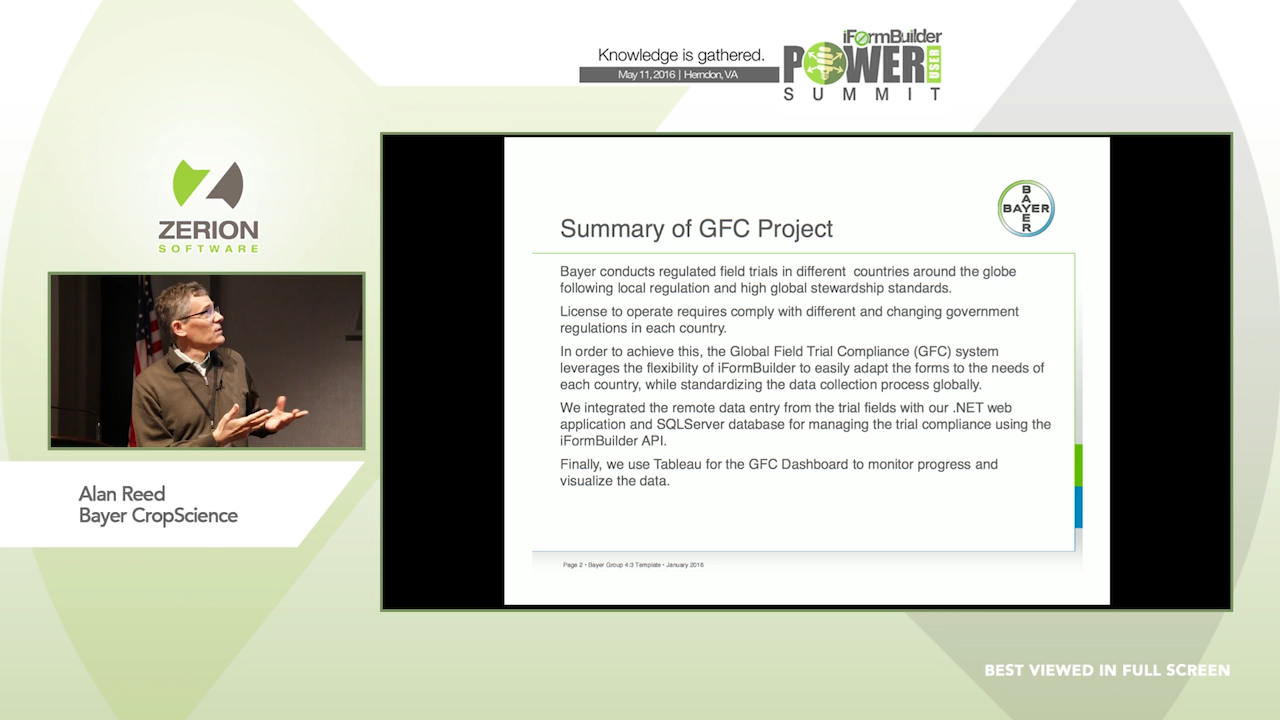 Knowledge is gathered.
May 11, 2016 | Herndon, VA
iFormBuilder
POWER
USER
SUMMIT
ZERION
SOFTWARE
Alan Reed
Bayer CropScience
BAYER
BAYER
Summary of GFC Project
Bayer conducts regulated field trials in different countries around the globe
following local regulation and high global stewardship standards.
License to operate requires comply with different and changing government
regulations in each country.
In order to achieve this, the Global Field Trial Compliance (GFC) system
leverages the flexibility of iFormBuilder to easily adapt the forms to the needs of
each country, while standardizing the data collection process globally.
We integrated the remote data entry from the trial fields with our .NET web
application and SQLServer database for managing the trial compliance using the
iFormBuilder API.
Finally, we use Tableau for the GFC Dashboard to monitor progress and
visualize the data.
Page 2 • Bayer Group 4:3 Template • January 2016
BEST VIEWED IN FULL SCREEN